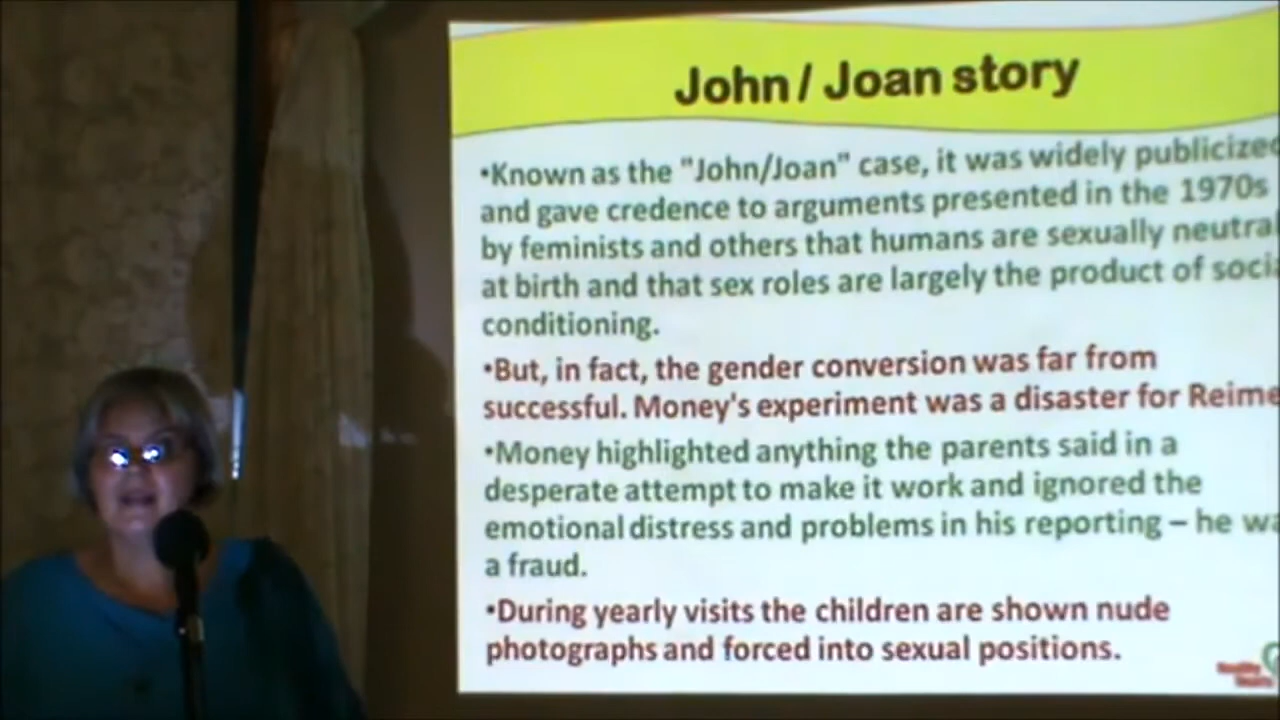 John / Joan story
•Known as the "John/Joan" case, it was widely publicized
and gave credence to arguments presented in the 1970s
by feminists and others that humans are sexually neutral
at birth and that sex roles are largely the product of socia
conditioning.
•But, in fact, the gender conversion was far from
successful. Money's experiment was a disaster for Reime
•Money highlighted anything the parents said in a
desperate attempt to make it work and ignored the
emotional distress and problems in his reporting – he wa
a fraud.
•During yearly visits the children are shown nude
photographs and forced into sexual positions.